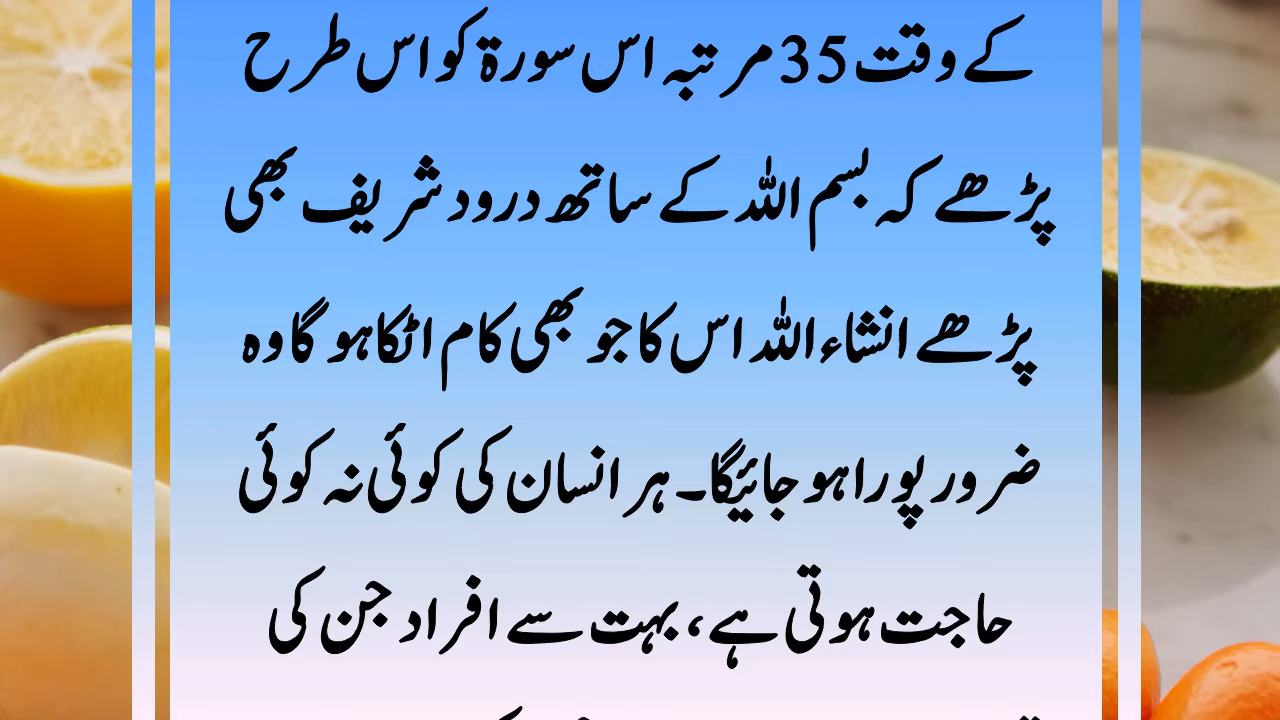 کے وقت 35 مرتبہ اس سورۃ کو اس طرح
پڑھے کہ بسم اللہ کے ساتھ درود شریف بھی
پڑھے انشاء اللہ اس کا جو بھی کام اٹکا ہو گا وہ
ضرور پورا ہو جائیگا۔ ہر انسان کی کوئی نہ کوئی
حاجت ہوتی ہے، بہت سے افراد جن کی